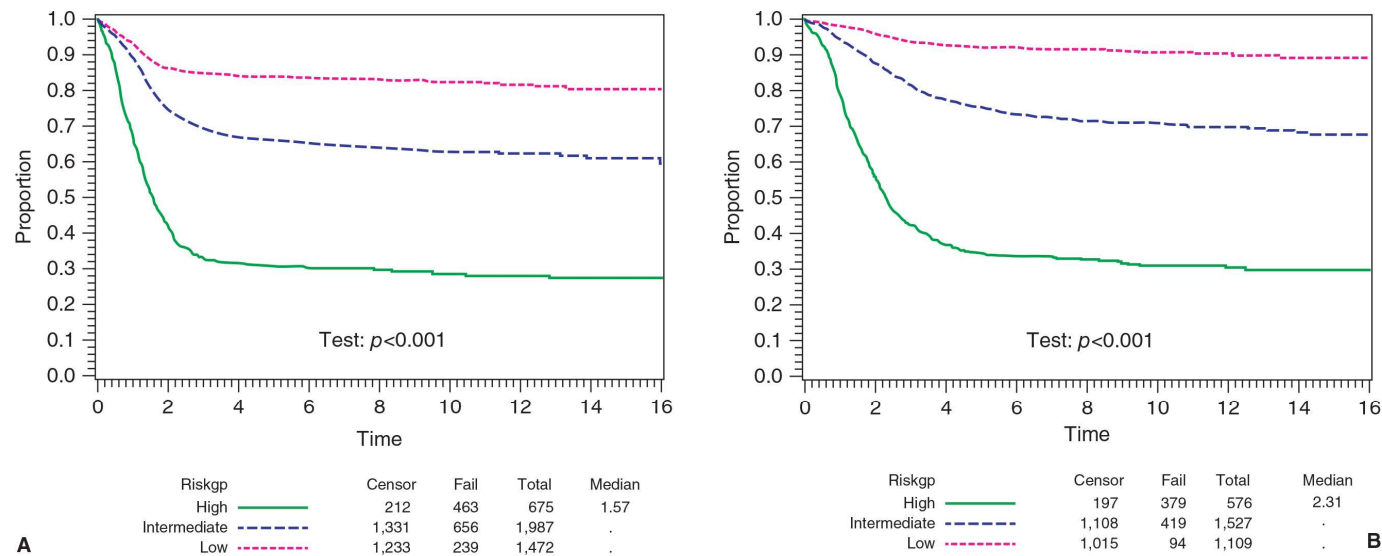 1.0
0.9
0.8
0.7
0.6
0.5
0.4
0.3
0.2
0.1
0.0
Proportion
Test: p<0.001
0 2 4 6 8 10 12 14 16
Time
Riskgp Censor Fail Total Median
High 212 463 675 1.57
Intermediate 1,331 656 1,987 .
Low 1,233 239 1,472 .
A
1.0
0.9
0.8
0.7
0.6
0.5
0.4
0.3
0.2
0.1
0.0
Proportion
Test: p<0.001
0 2 4 6 8 10 12 14 16
Time
Riskgp Censor Fail Total Median
High 197 379 576 2.31
Intermediate 1,108 419 1,527 .
Low 1,015 94 1,109 .
B